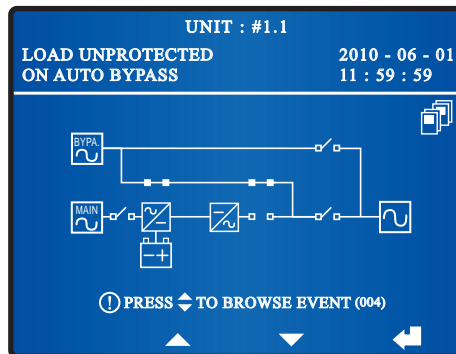 UNIT : #1.1
LOAD UNPROTECTED
2010 - 06 - 01
ON AUTO BYPASS
11 : 59 : 59
BYPA.
MAIN
! PRESS TO BROWSE EVENT (004)